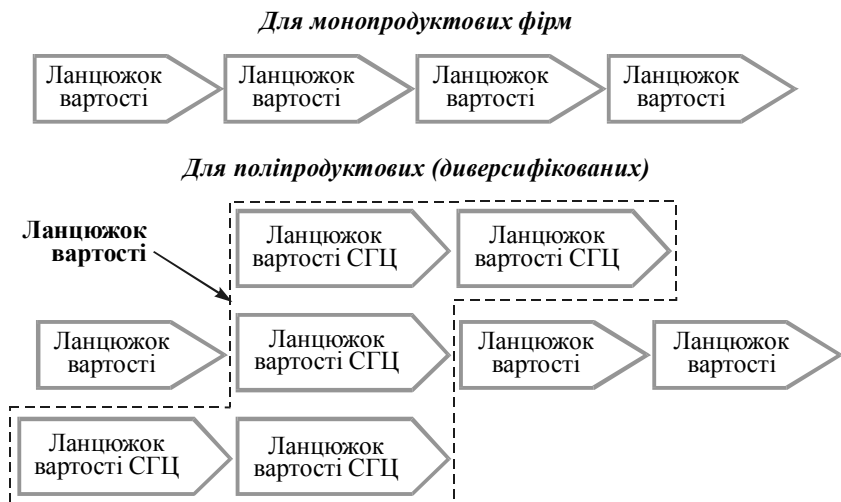 Для монопродуктових фірм
Ланцюжок
вартості
Ланцюжок
вартості
Ланцюжок
вартості
Ланцюжок
вартості
Для поліпродуктових (диверсифікованих)
Ланцюжок
вартості
Ланцюжок
вартості СГЦ
Ланцюжок
вартості СГЦ
Ланцюжок
вартості
Ланцюжок
вартості СГЦ
Ланцюжок
вартості
Ланцюжок
вартості
Ланцюжок
вартості СГЦ
Ланцюжок
вартості СГЦ